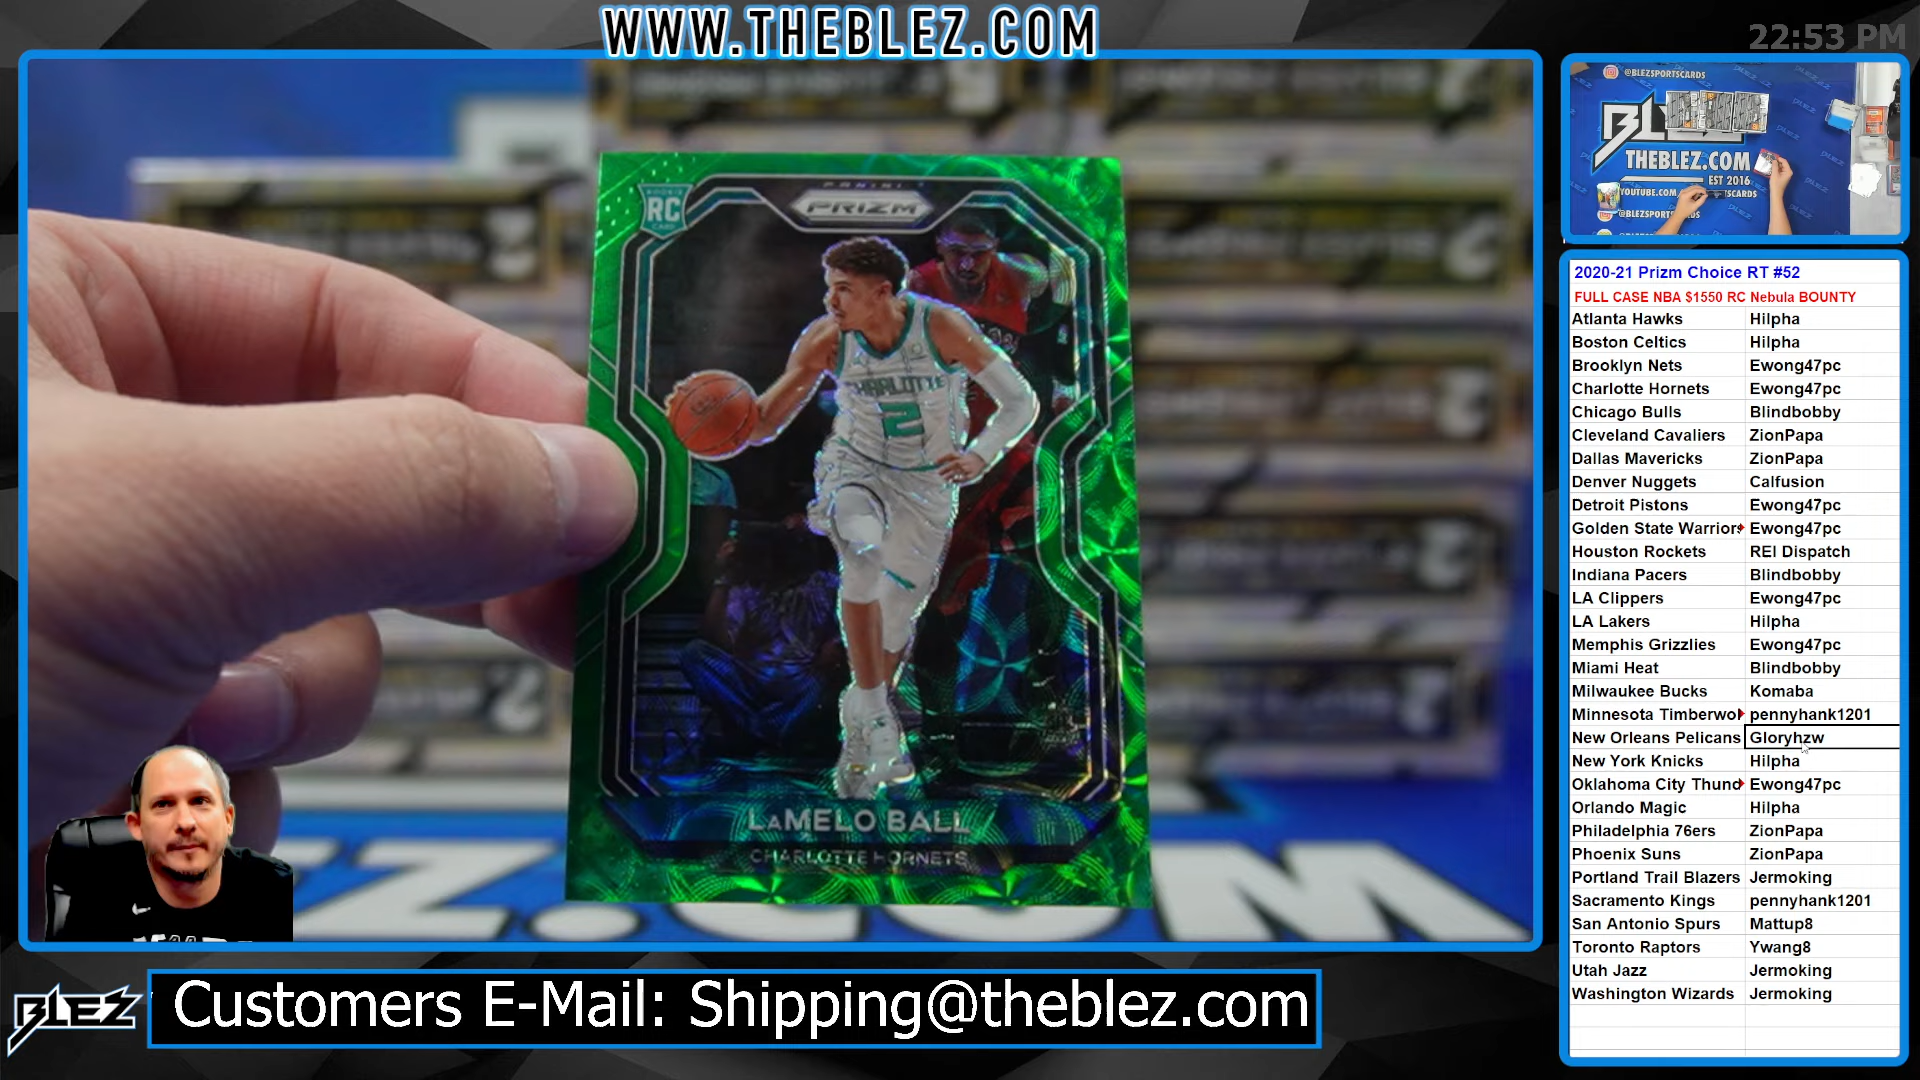 WWW.THEBLEZ.COM
22:53 PM
ROOKIE
RC
CARD
PANINI
PRIZM
CHARLOTTE
2
LaMELO BALL
CHARLOTTE HORNETS
Z.COM
@BLEZSPORTSCARDS
THEBLEZ.COM
EST 2016
YOUTUBE.COM
2020-21 Prizm Choice RT #52
FULL CASE NBA $1550 RC Nebula BOUNTY
Atlanta Hawks Hilpha
Boston Celtics Hilpha
Brooklyn Nets Ewong47pc
Charlotte Hornets Ewong47pc
Chicago Bulls Blindbobby
Cleveland Cavaliers ZionPapa
Dallas Mavericks ZionPapa
Denver Nuggets Calfusion
Detroit Pistons Ewong47pc
Golden State Warriors Ewong47pc
Houston Rockets REI Dispatch
Indiana Pacers Blindbobby
LA Clippers Ewong47pc
LA Lakers Hilpha
Memphis Grizzlies Ewong47pc
Miami Heat Blindbobby
Milwaukee Bucks Komaba
Minnesota Timberwol pennyhank1201
New Orleans Pelicans Gloryhzw
New York Knicks Hilpha
Oklahoma City Thund Ewong47pc
Orlando Magic Hilpha
Philadelphia 76ers ZionPapa
Phoenix Suns ZionPapa
Portland Trail Blazers Jermoking
Sacramento Kings pennyhank1201
San Antonio Spurs Mattup8
Toronto Raptors Ywang8
Utah Jazz Jermoking
Washington Wizards Jermoking
BLEZ
Customers E-Mail: Shipping@theblez.com